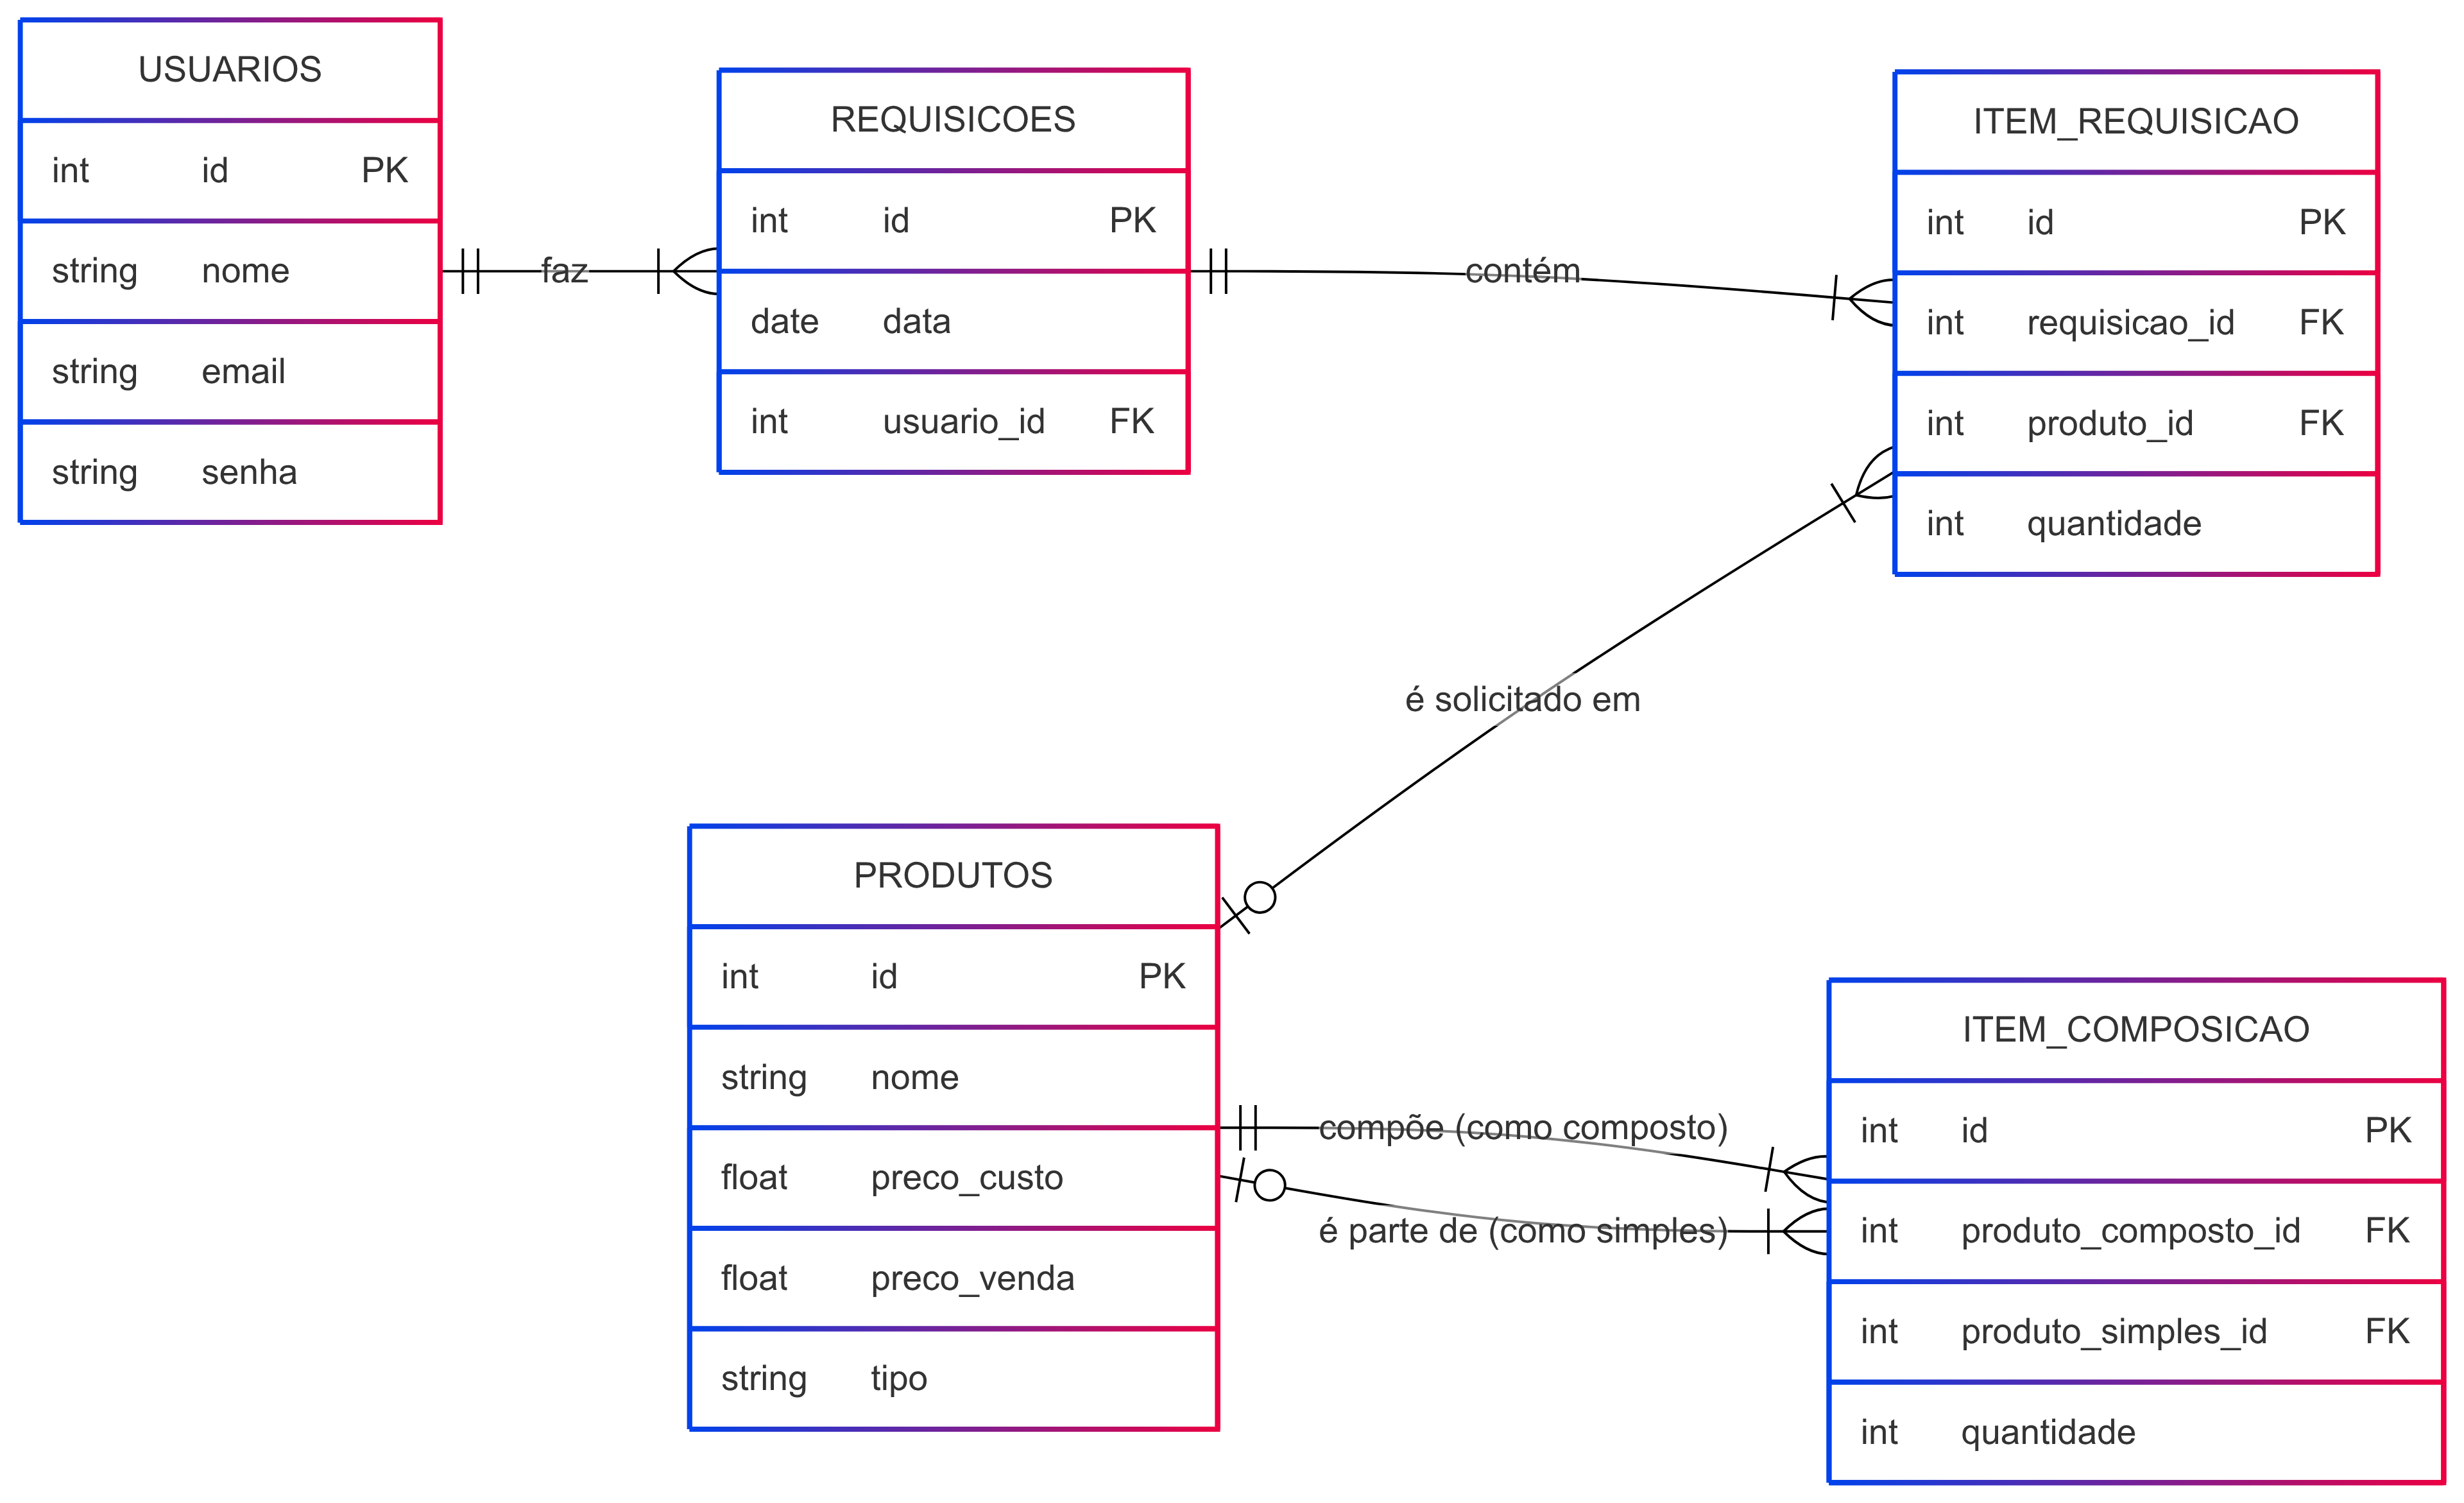 USUARIOS
int id PK
string nome
string email
string senha
faz
REQUISICOES
int id PK
date data
int usuario_id FK
contém
ITEM_REQUISICAO
int id PK
int requisicao_id FK
int produto_id FK
int quantidade
é solicitado em
PRODUTOS
int id PK
string nome
float preco_custo
float preco_venda
string tipo
compõe (como composto)
é parte de (como simples)
ITEM_COMPOSICAO
int id PK
int produto_composto_id FK
int produto_simples_id FK
int quantidade